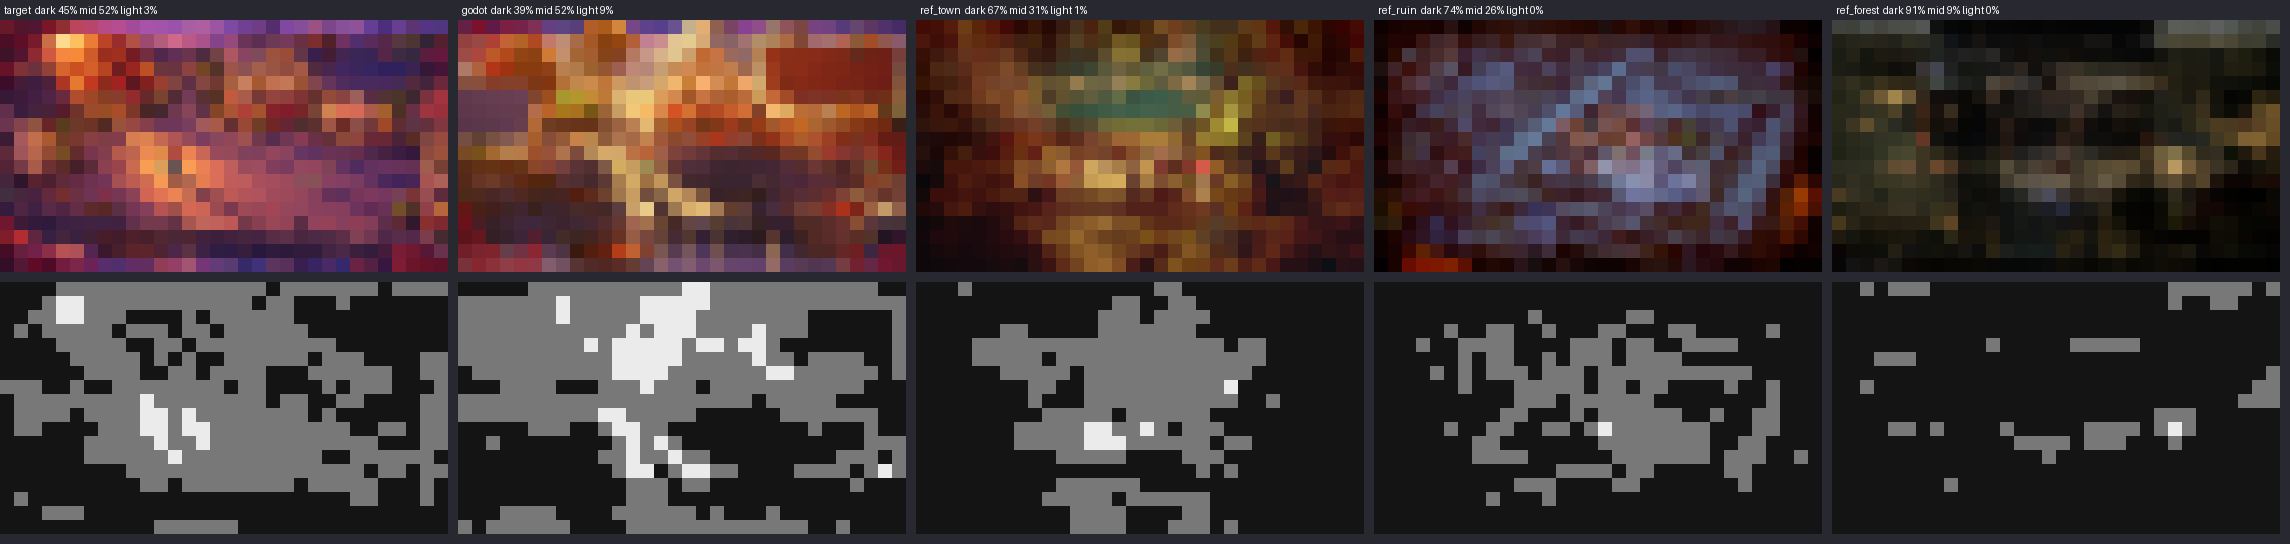 target dark 45% mid 52% light 3%
godot dark 39% mid 52% light 9%
ref_town dark 67% mid 31% light 1%
ref_ruin dark 74% mid 26% light 0%
ref_forest dark 91% mid 9% light 0%